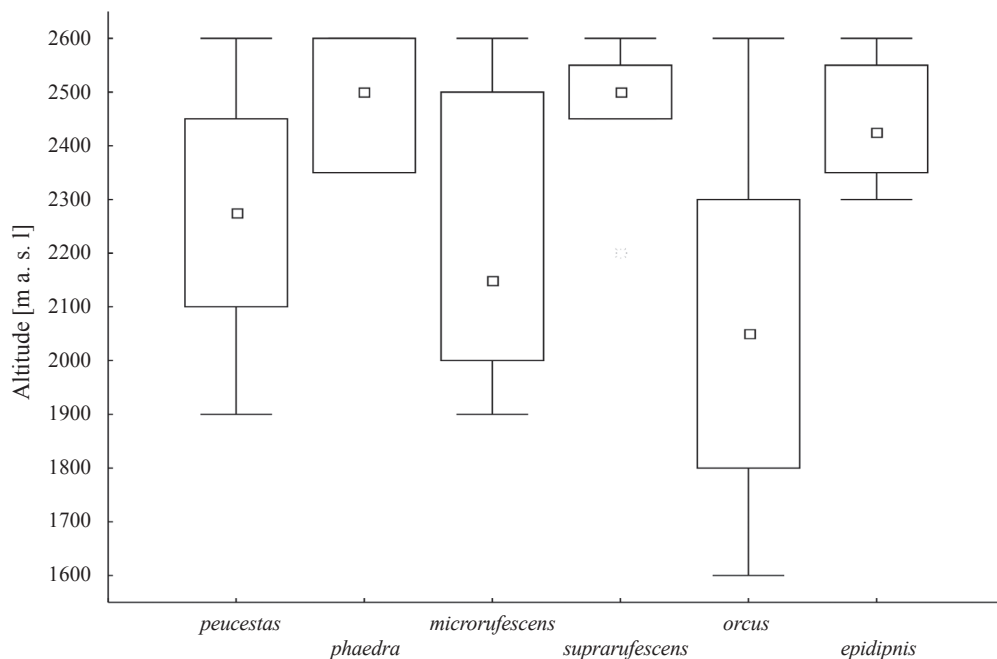 Altitude [m a. s. l]
2600
2500
2400
2300
2200
2100
2000
1900
1800
1700
1600
peucestas
phaedra
microrufescens
suprarufescens
orcus
epidipnis